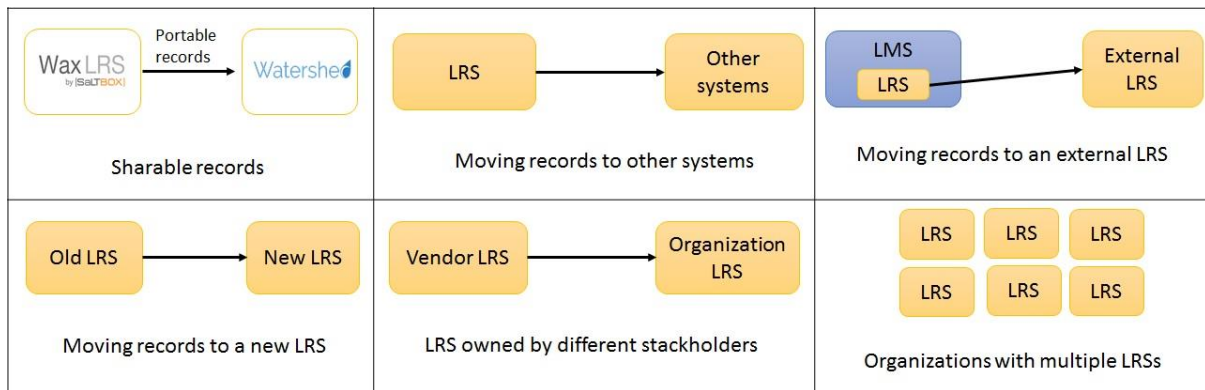 Portable
records
Wax LRS
by |SaLTBOX|
Watershed
Sharable records
LRS
Other
systems
Moving records to other systems
LMS
LRS
External
LRS
Moving records to an external LRS
Old LRS
New LRS
Moving records to a new LRS
Vendor LRS
Organization
LRS
LRS owned by different stackholders
LRS
LRS
LRS
LRS
LRS
LRS
Organizations with multiple LRSs